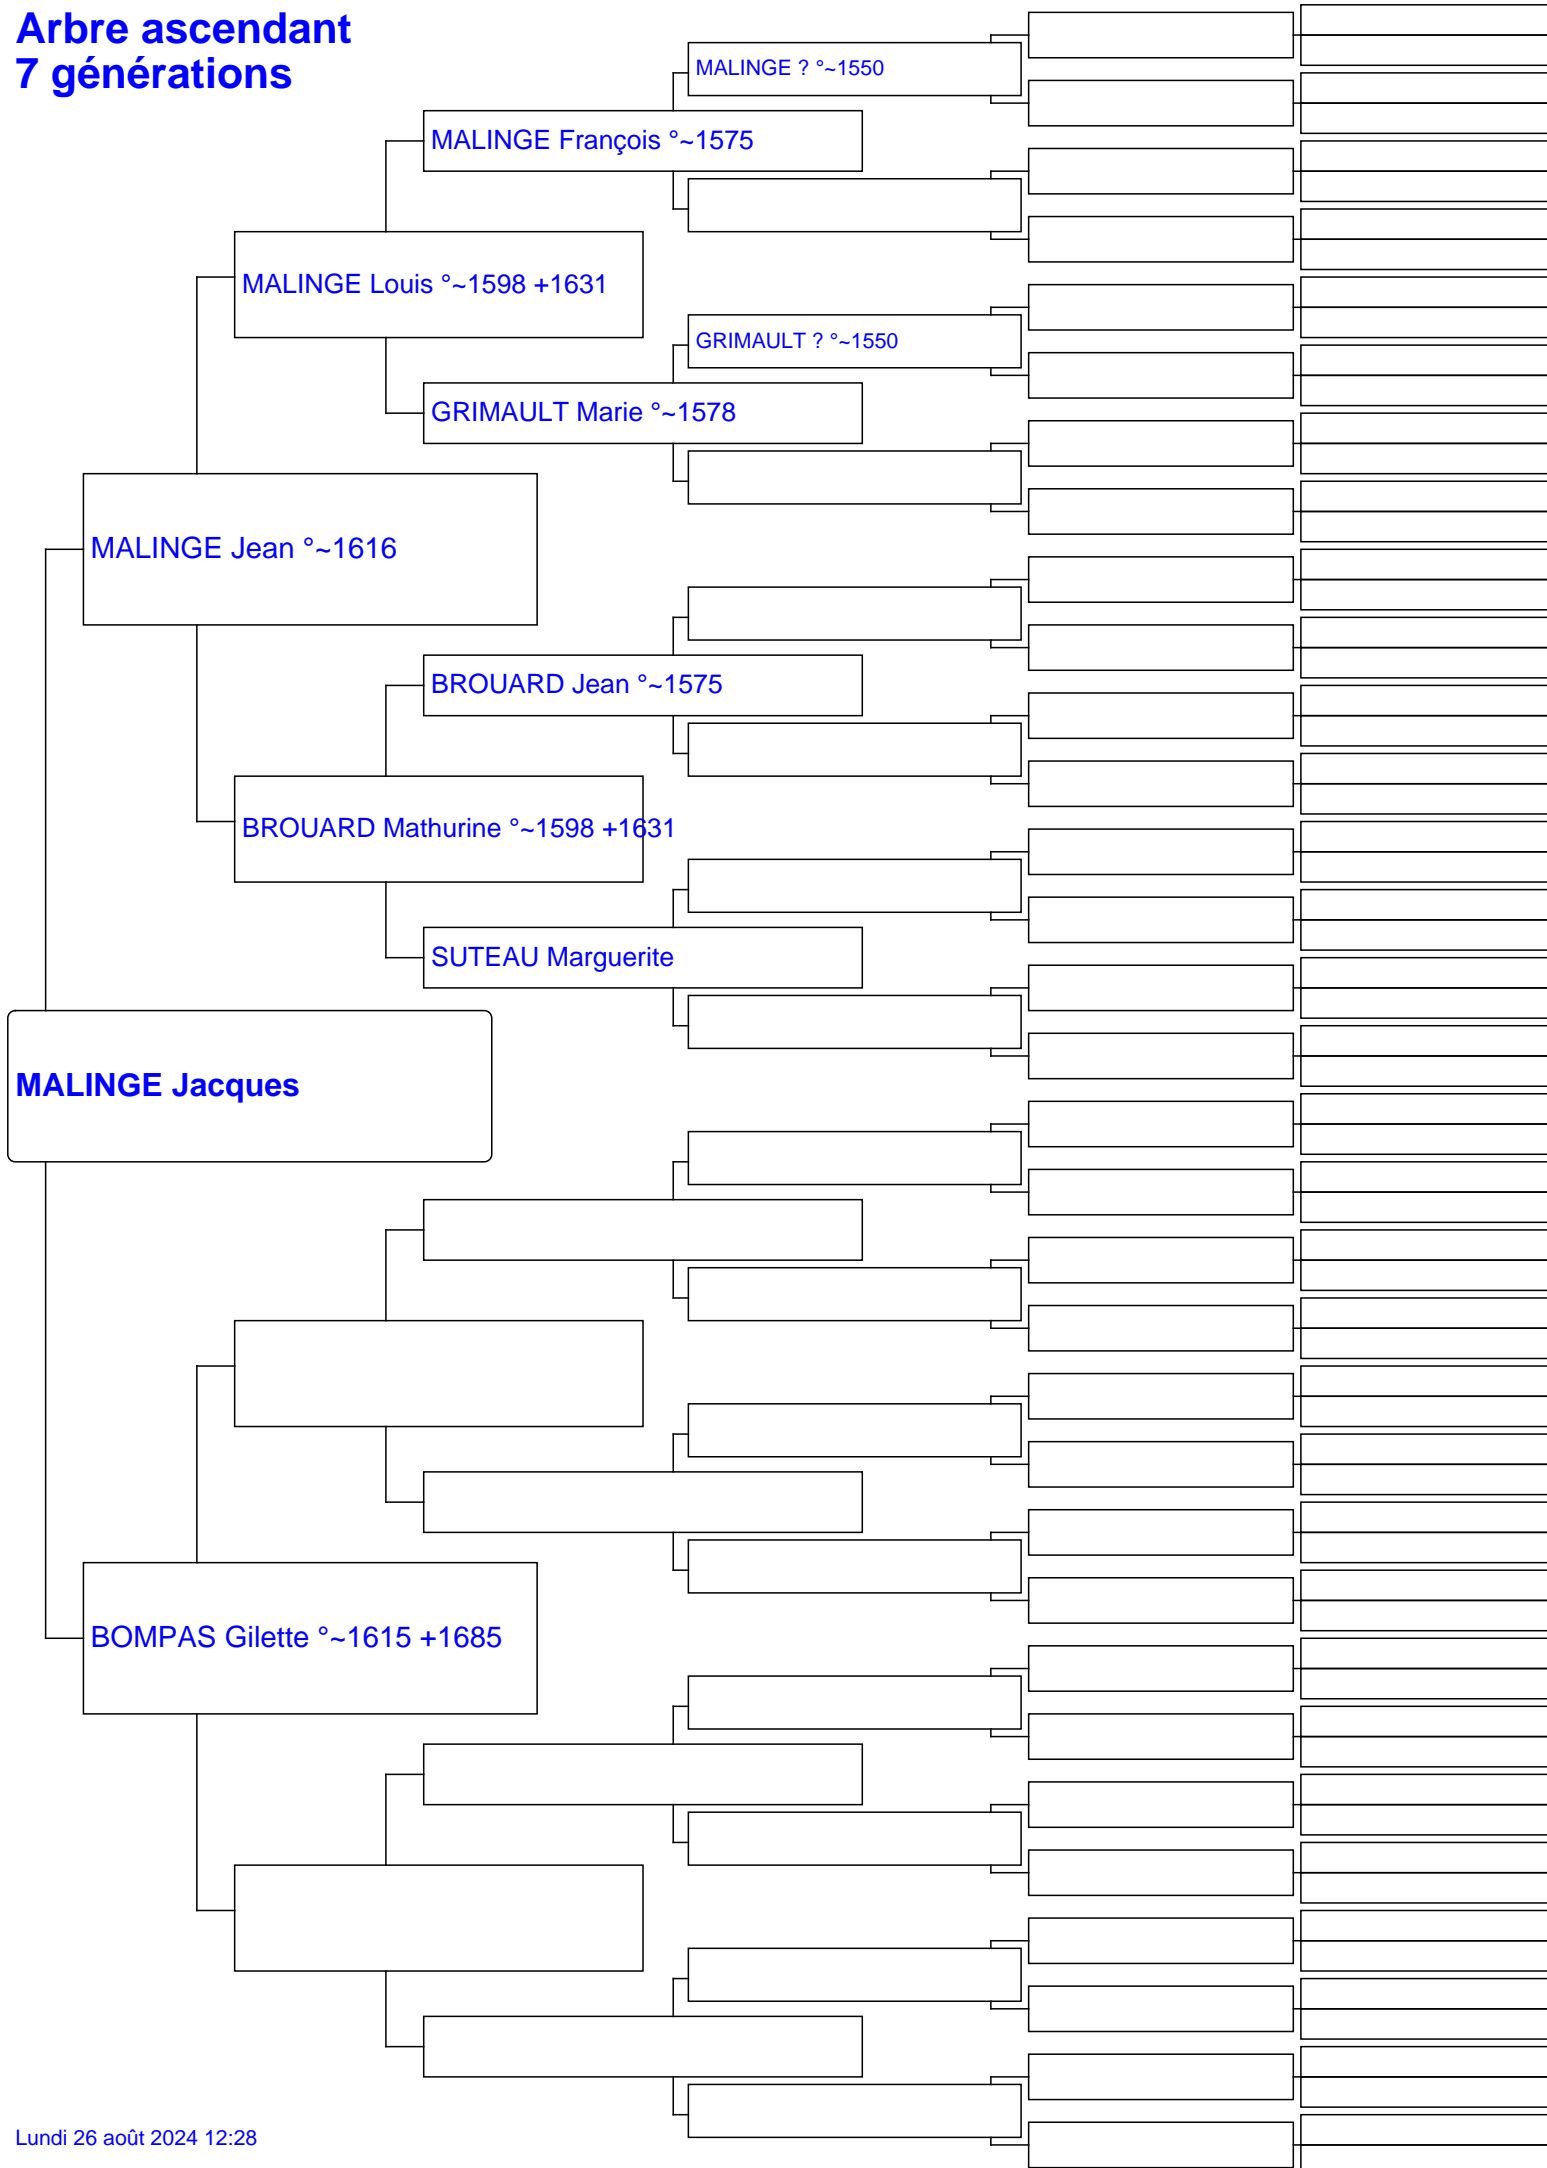 Arbre ascendant
7 générations
MALINGE ? °~1550
MALINGE François °~1575
MALINGE Louis °~1598 +1631
GRIMAULT ? °~1550
GRIMAULT Marie °~1578
MALINGE Jean °~1616
BROUARD Jean °~1575
BROUARD Mathurine °~1598 +1631
SUTEAU Marguerite
MALINGE Jacques
BOMPAS Gilette °~1615 +1685
Lundi 26 août 2024 12:28